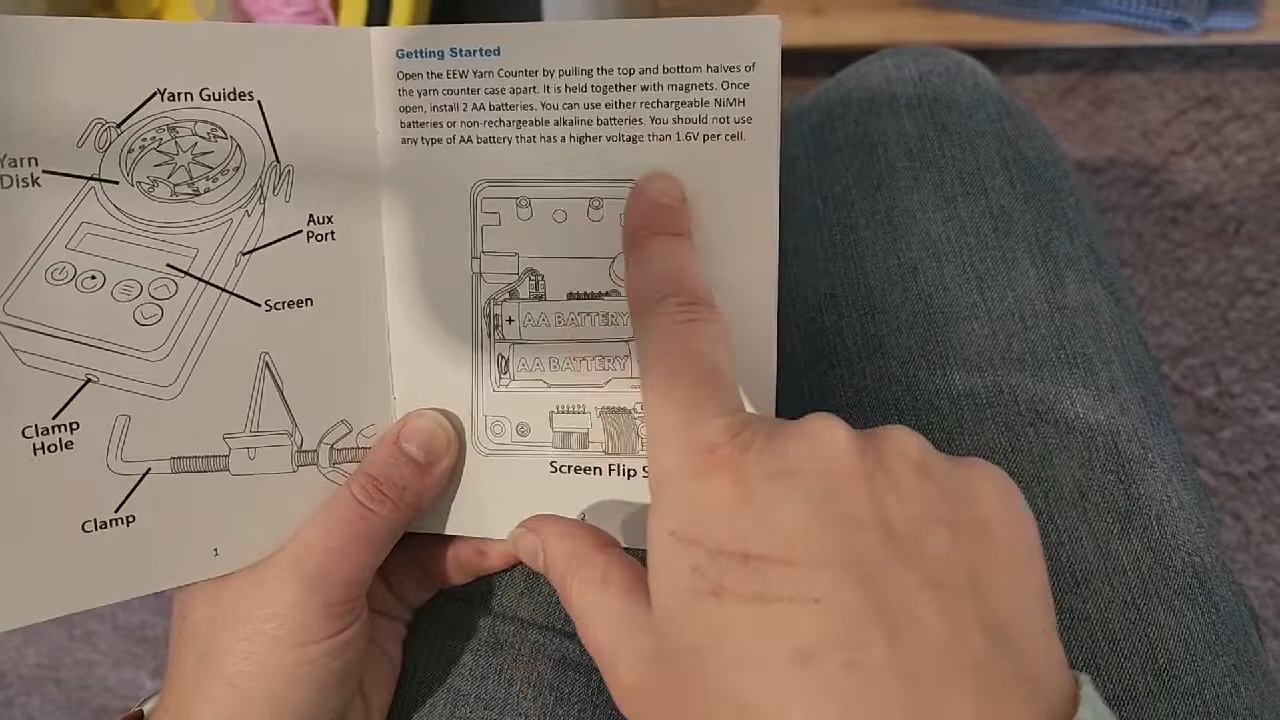 Yarn Guides
Yarn
Disk
Aux
Port
Screen
Clamp
Hole
Clamp
1
Getting Started
Open the EEW Yarn Counter by pulling the top and bottom halves of
the yarn counter case apart. It is held together with magnets. Once
open, install 2 AA batteries. You can use either rechargeable NiMH
batteries or non-rechargeable alkaline batteries. You should not use
any type of AA battery that has a higher voltage than 1.6V per cell.
+ AA BATTERY
AA BATTERY
Screen Flip S
2